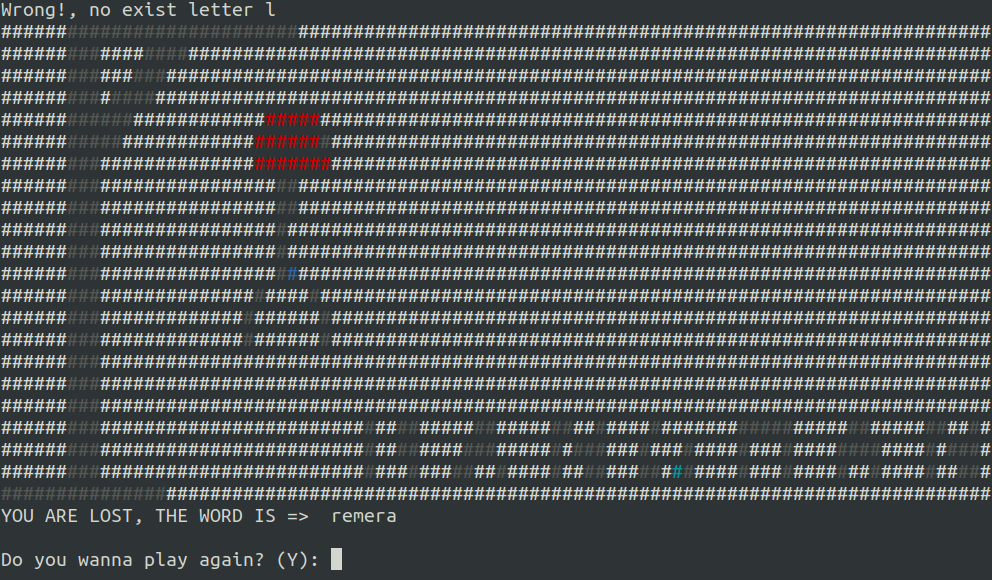 Wrong!, no exist letter l
YOU ARE LOST, THE WORD IS =>  remera
Do you wanna play again? (Y):